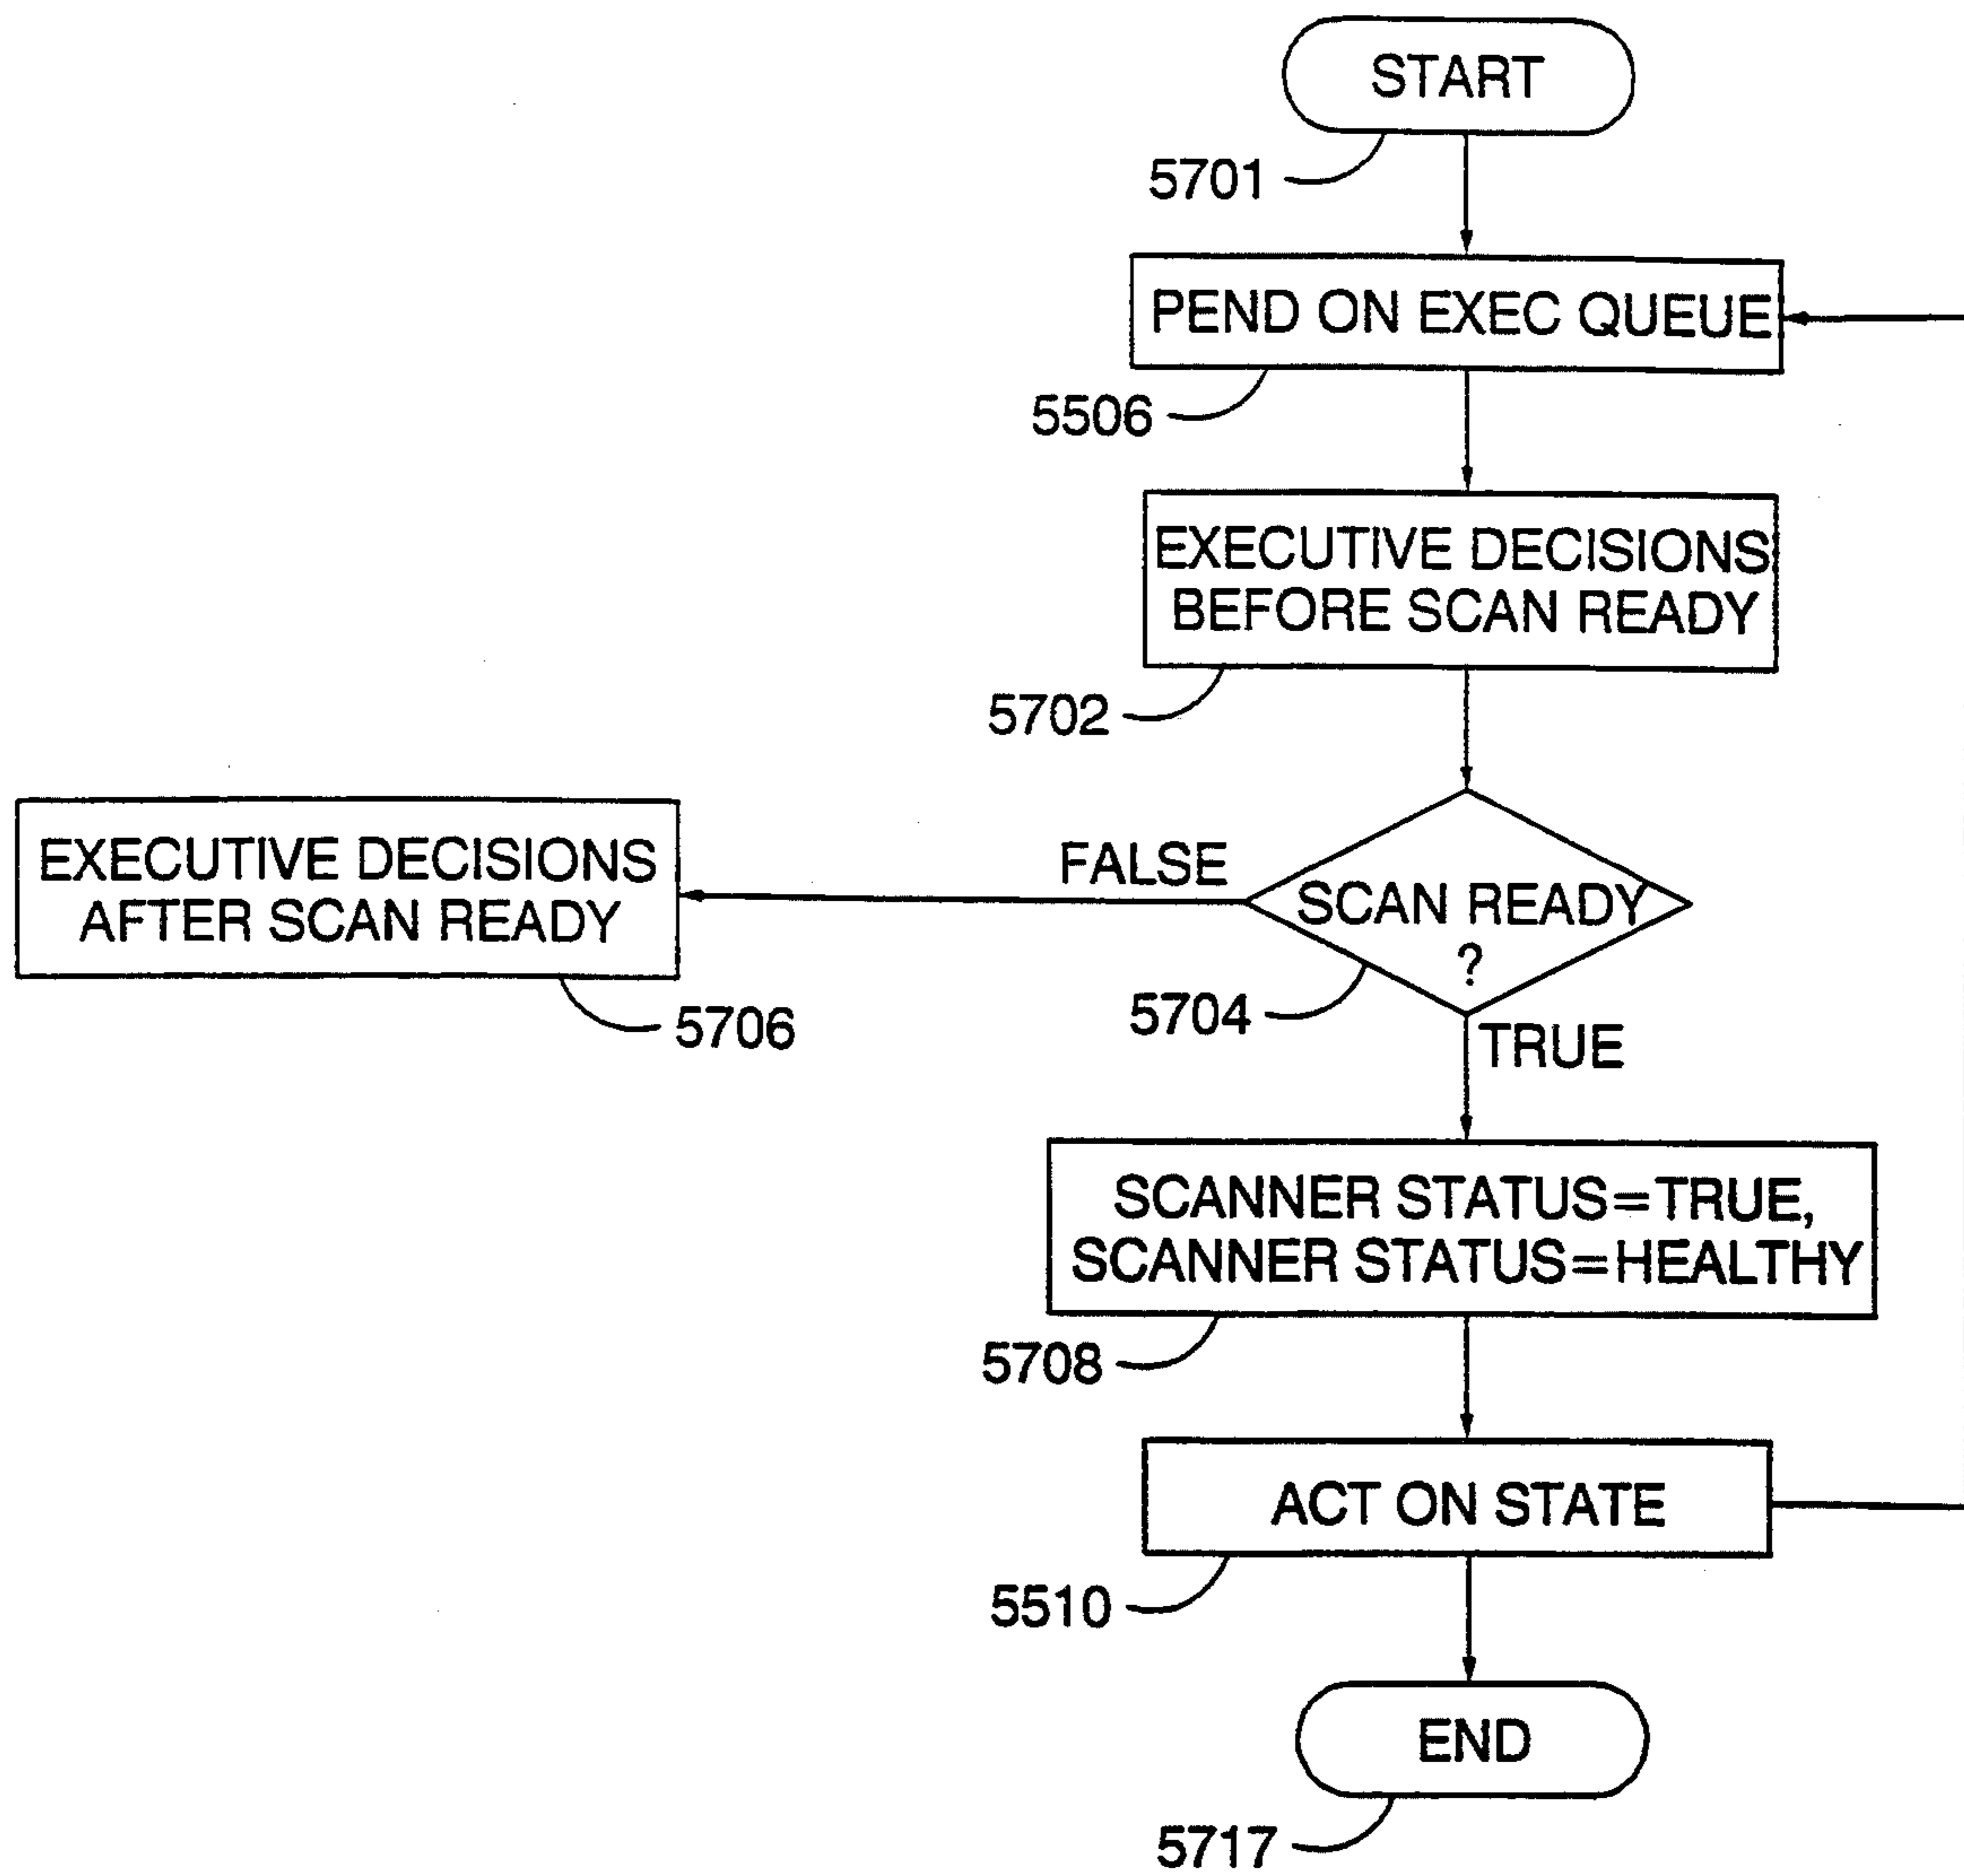 START
5701
PEND ON EXEC QUEUE
5506
EXECUTIVE DECISIONS
BEFORE SCAN READY
5702
EXECUTIVE DECISIONS
AFTER SCAN READY
5706
FALSE
SCAN READY
?
5704
TRUE
SCANNER STATUS=TRUE,
SCANNER STATUS=HEALTHY
5708
ACT ON STATE
5510
END
5717